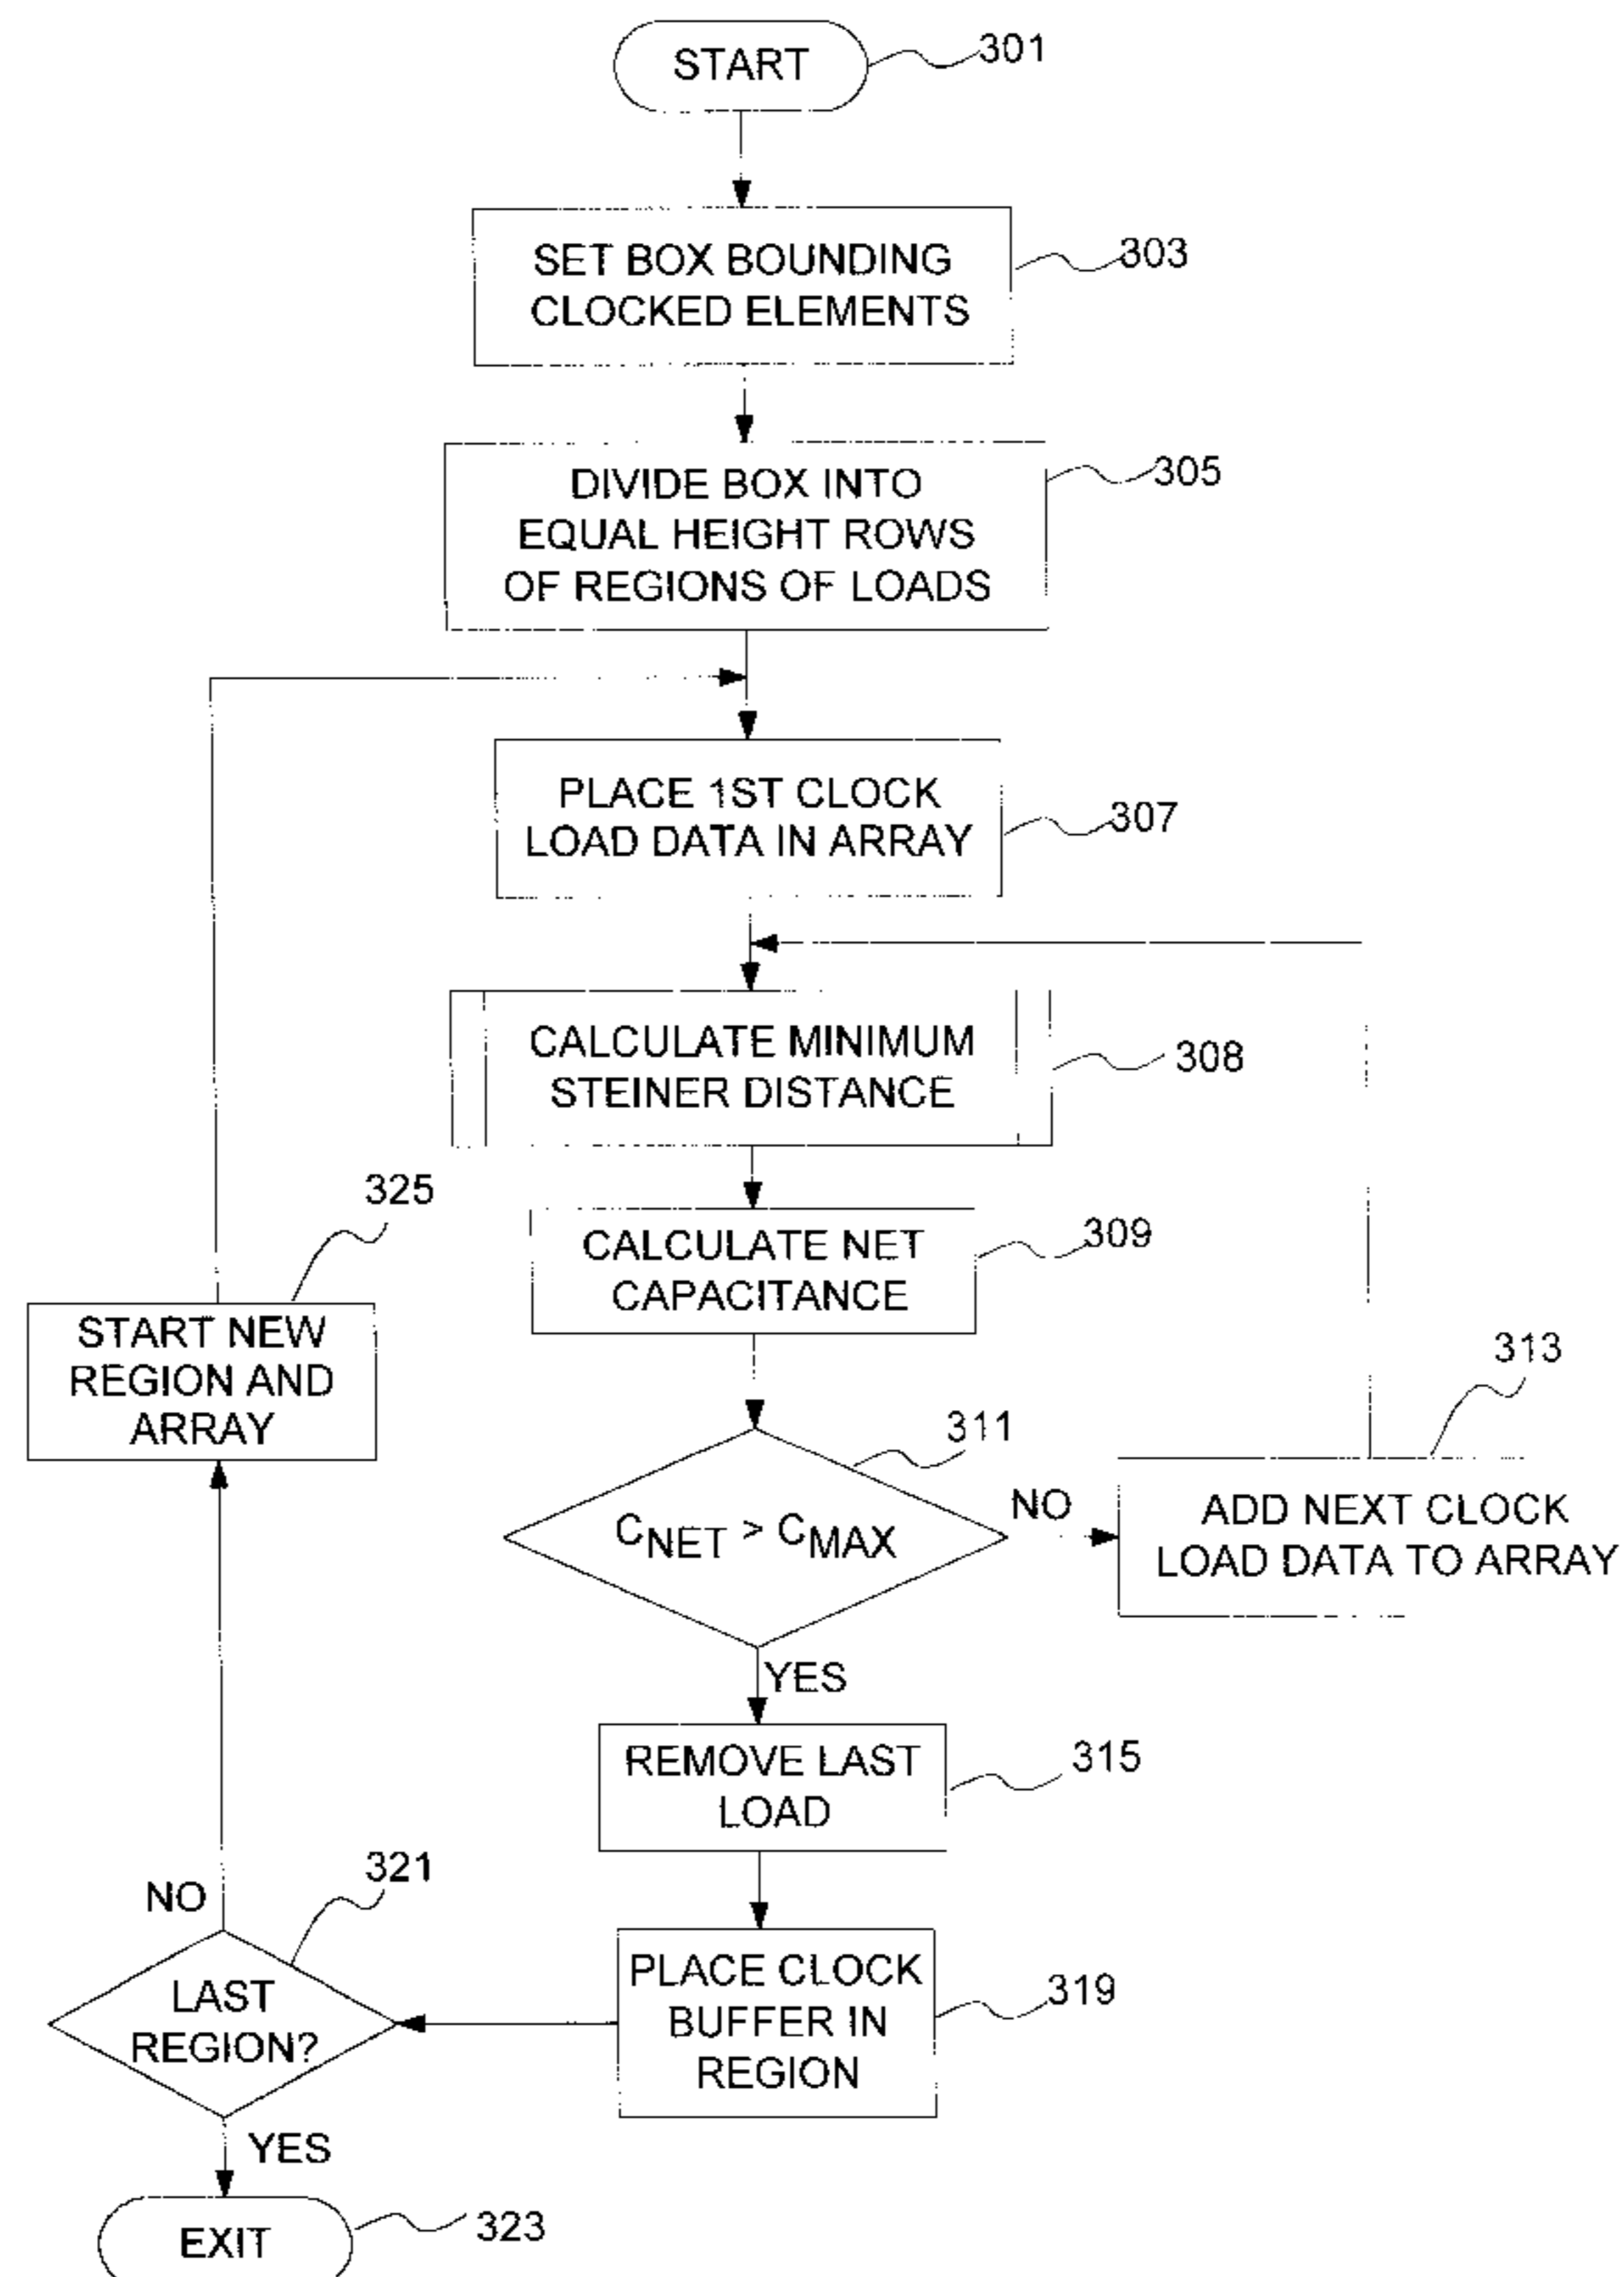 START
301
SET BOX BOUNDING
CLOCKED ELEMENTS
303
DIVIDE BOX INTO
EQUAL HEIGHT ROWS
OF REGIONS OF LOADS
305
PLACE 1ST CLOCK
LOAD DATA IN ARRAY
307
CALCULATE MINIMUM
STEINER DISTANCE
308
CALCULATE NET
CAPACITANCE
309
CNET > CMAX
311
NO
ADD NEXT CLOCK
LOAD DATA TO ARRAY
313
YES
REMOVE LAST
LOAD
315
PLACE CLOCK
BUFFER IN
REGION
319
LAST
REGION?
321
NO
START NEW
REGION AND
ARRAY
325
YES
EXIT
323